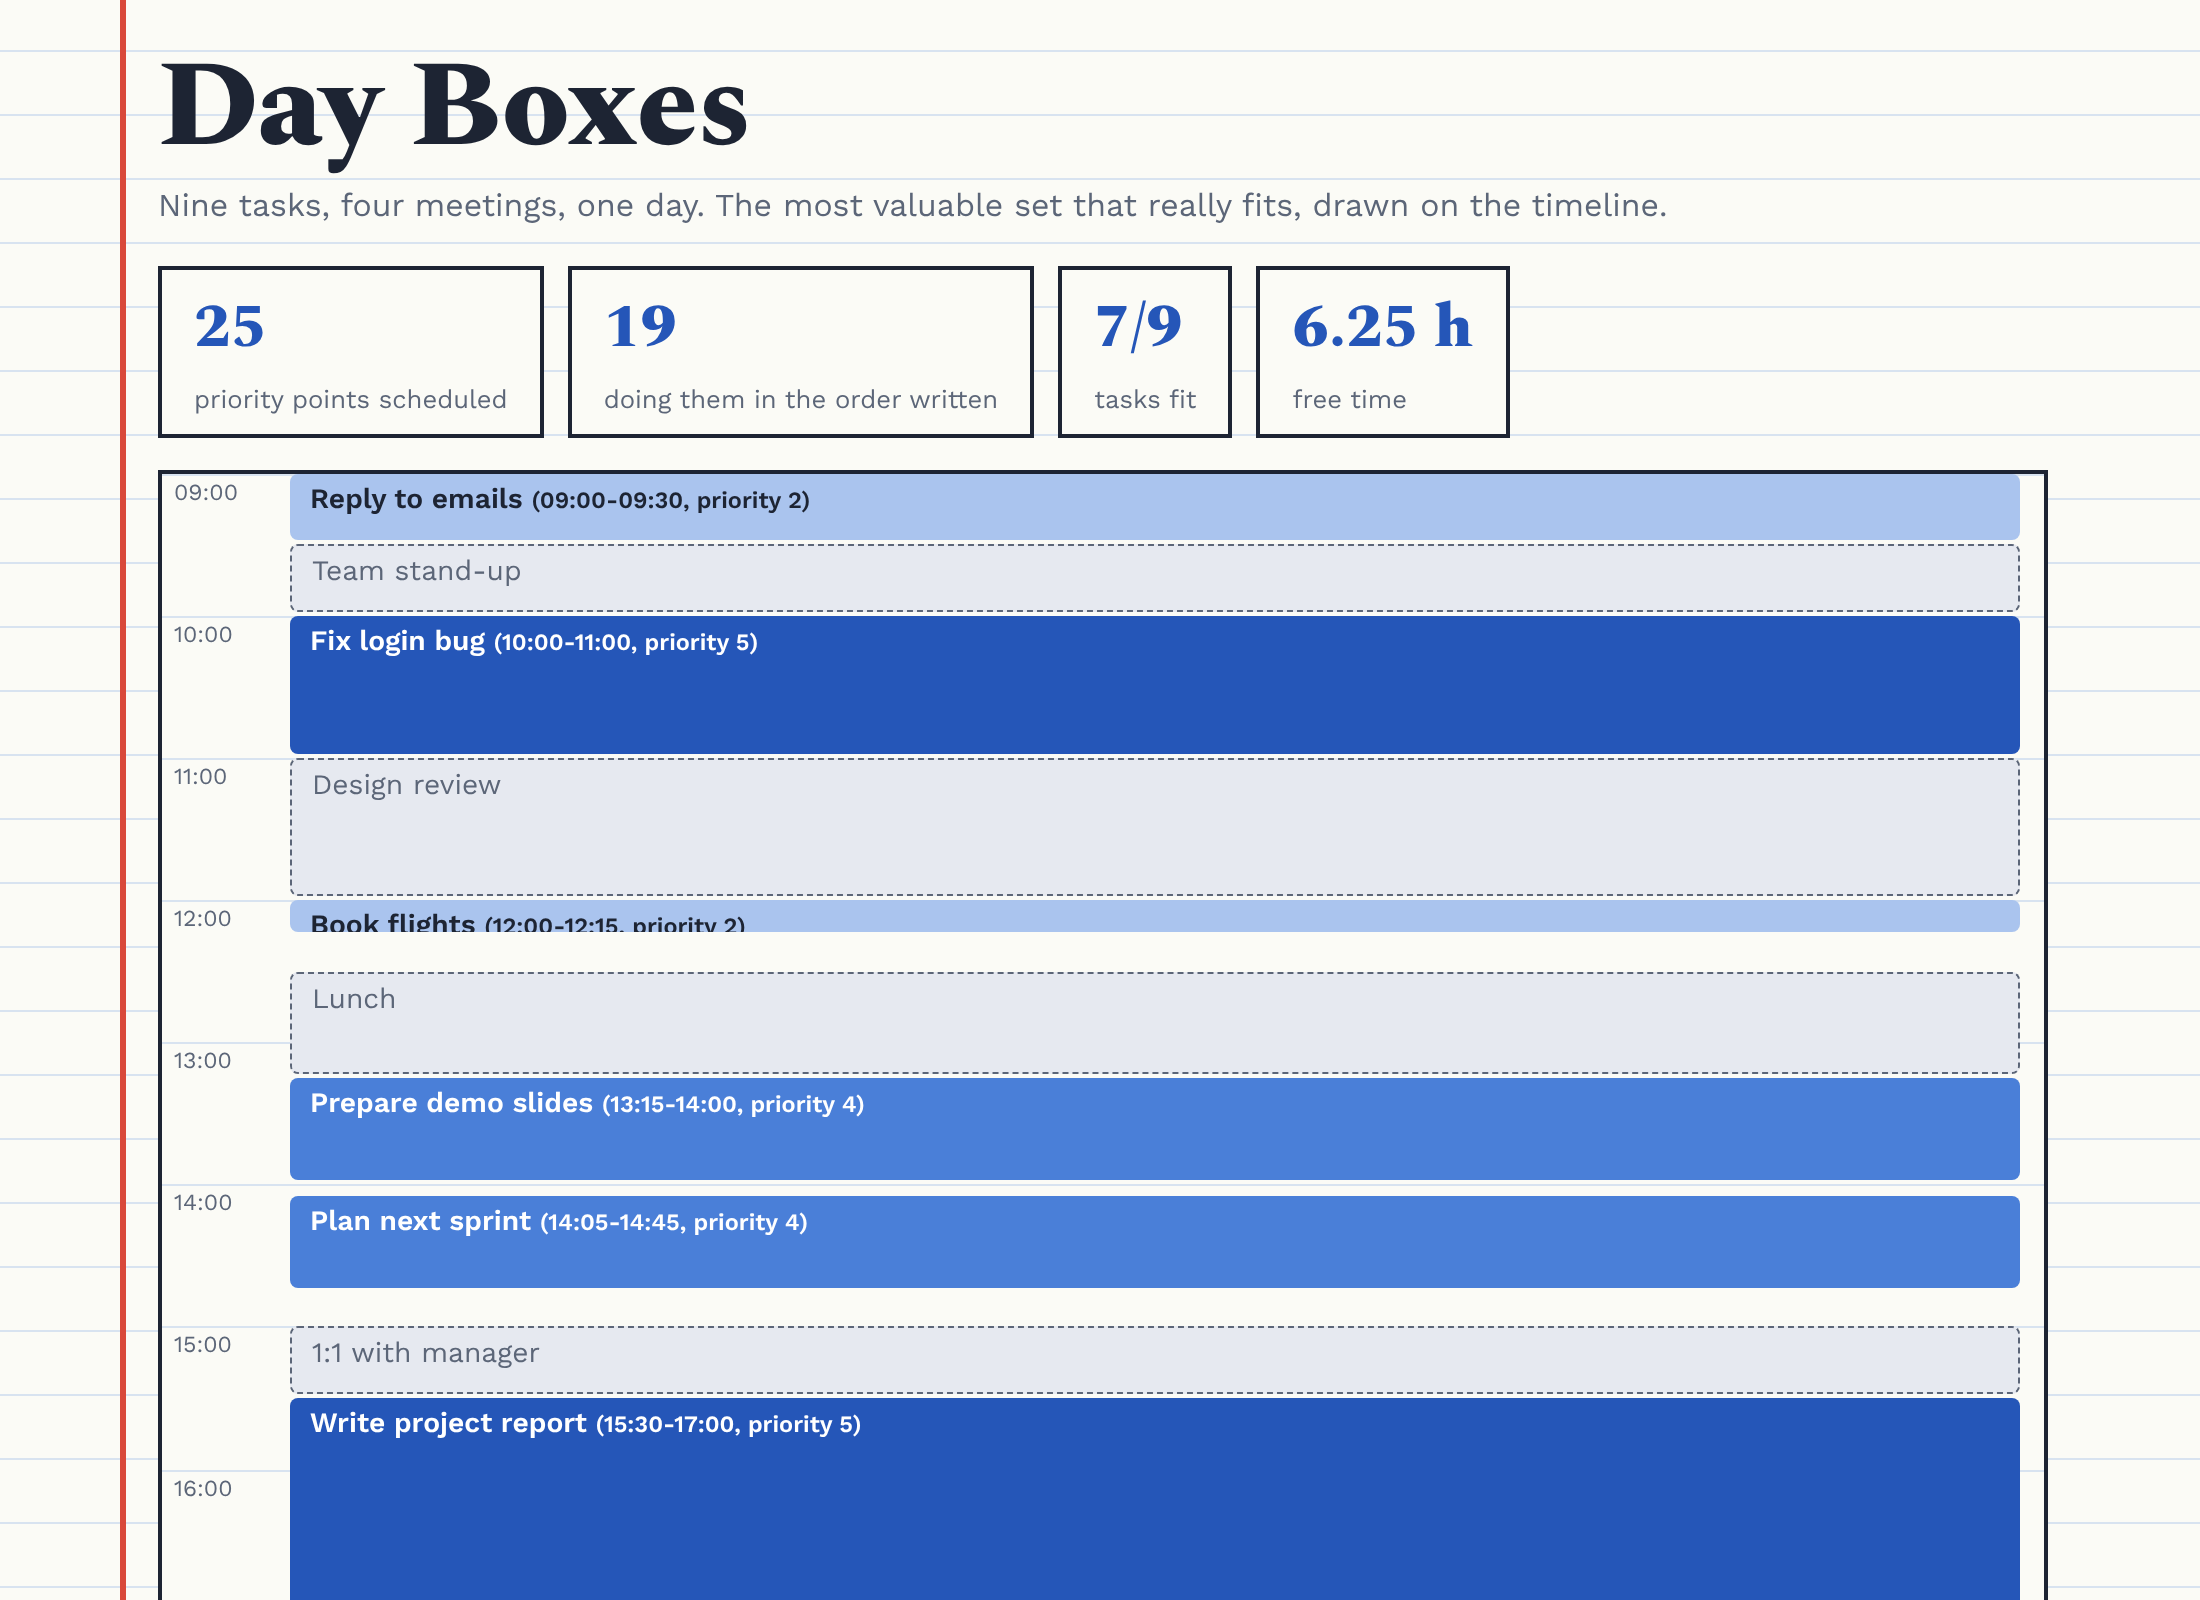 Day Boxes
Nine tasks, four meetings, one day. The most valuable set that really fits, drawn on the timeline.
25
priority points scheduled
19
doing them in the order written
7/9
tasks fit
6.25 h
free time
09:00
Reply to emails (09:00-09:30, priority 2)
Team stand-up
10:00
Fix login bug (10:00-11:00, priority 5)
11:00
Design review
12:00
Book flights (12:00-12:15, priority 2)
Lunch
13:00
Prepare demo slides (13:15-14:00, priority 4)
14:00
Plan next sprint (14:05-14:45, priority 4)
15:00
1:1 with manager
Write project report (15:30-17:00, priority 5)
16:00